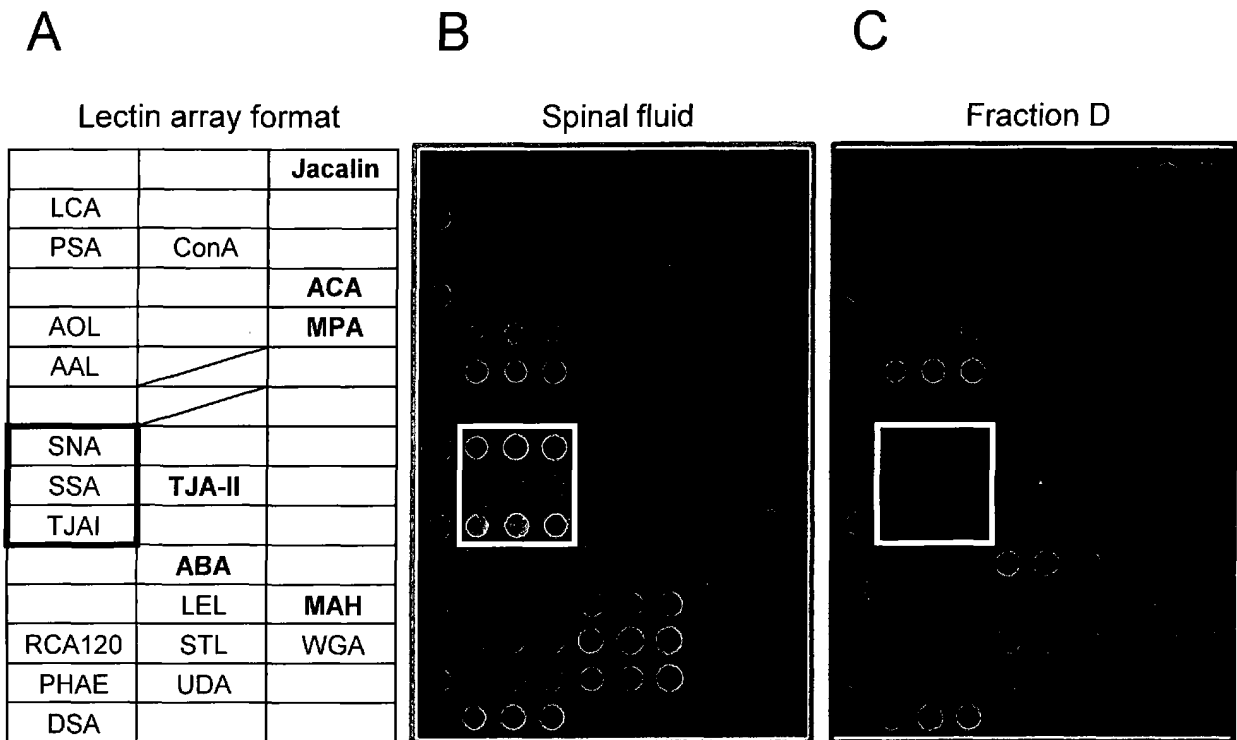 A
B
C
Lectin array format
Spinal fluid
Fraction D
Jacalin
LCA
PSA ConA
ACA
AOL MPA
AAL
SNA
SSA TJA-II
TJAI
ABA
LEL MAH
RCA120 STL WGA
PHAE UDA
DSA